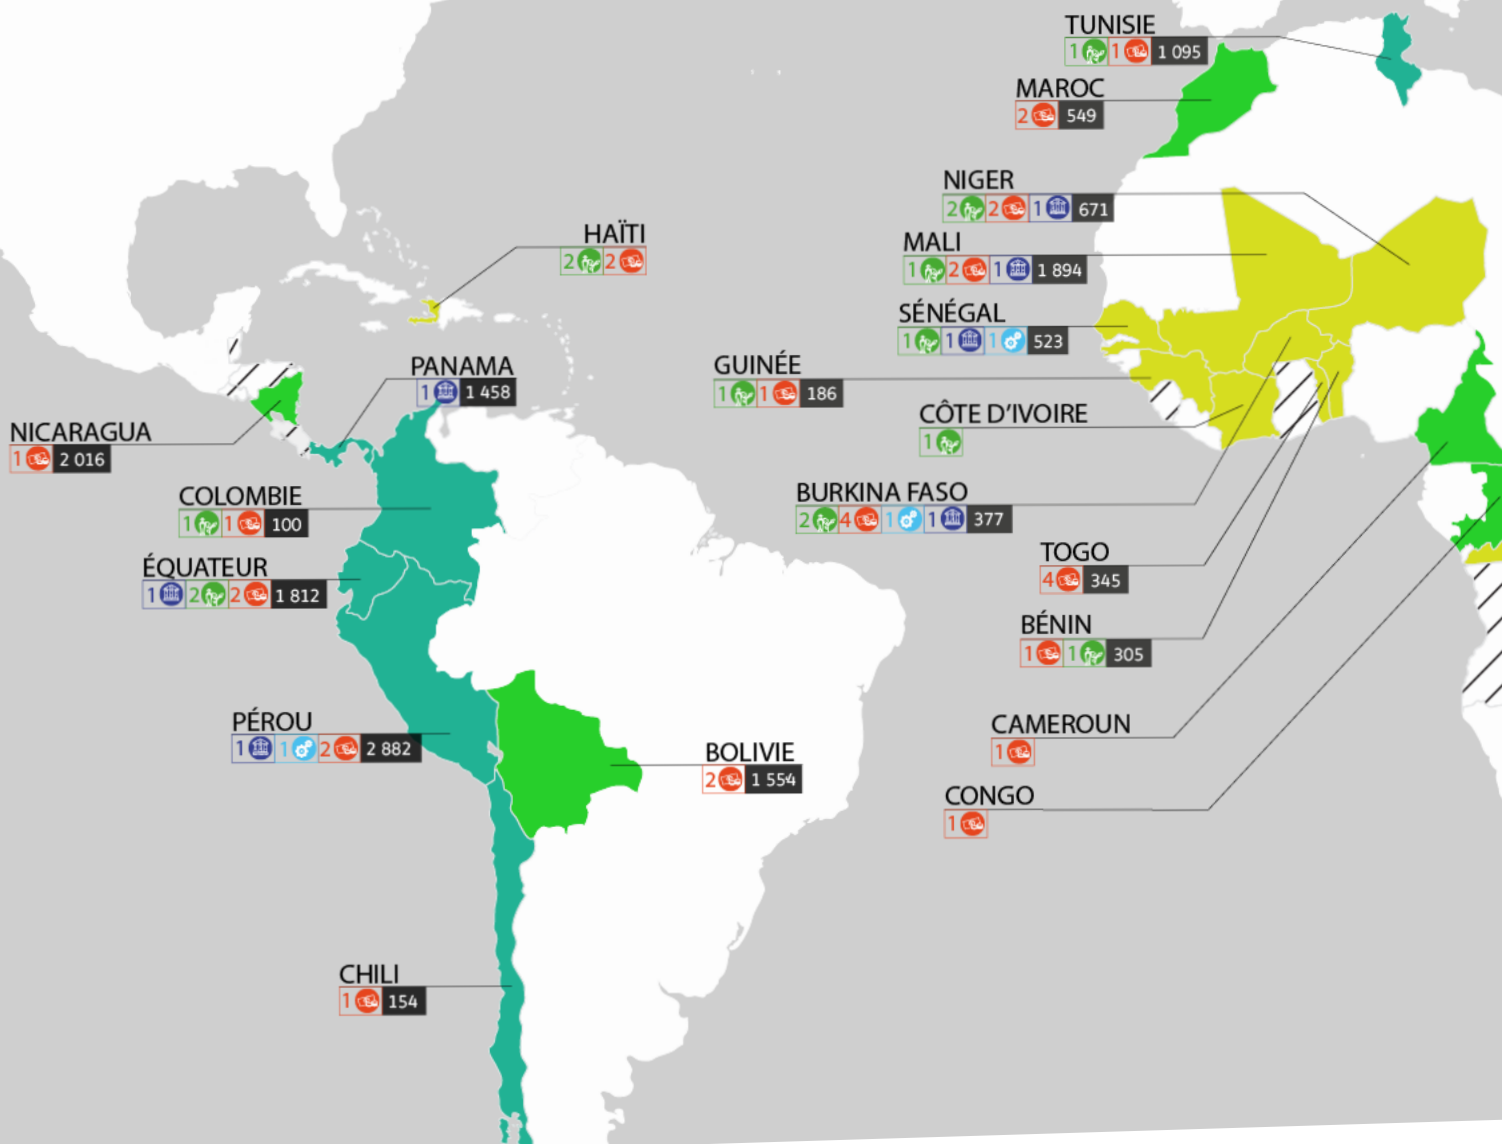 TUNISIE
1 1 1 095
MAROC
2 549
NIGER
2 2 1 671
MALI
1 2 1 1 894
SÉNÉGAL
1 1 1 523
HAÏTI
2 2
GUINÉE
1 1 186
PANAMA
1 1 458
CÔTE D'IVOIRE
1
NICARAGUA
1 2 016
COLOMBIE
1 1 100
BURKINA FASO
2 4 1 1 377
ÉQUATEUR
1 2 2 1 812
TOGO
4 345
BÉNIN
1 1 305
PÉROU
1 1 2 2 882
BOLIVIE
2 1 554
CAMEROUN
1
CONGO
1
CHILI
1 154